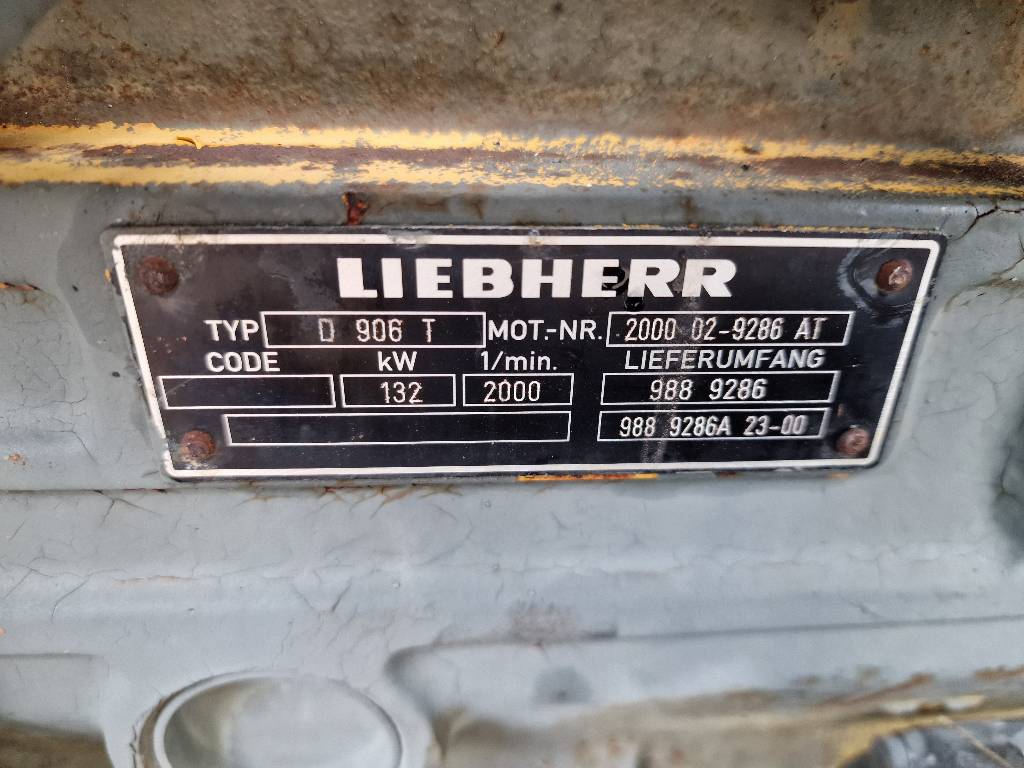 LIEBHERR
TYP D 906 T MOT.-NR. 2000 02-9286 AT
CODE kW 1/min. LIEFERUMFANG
132 2000 988 9286
988 9286A 23-00